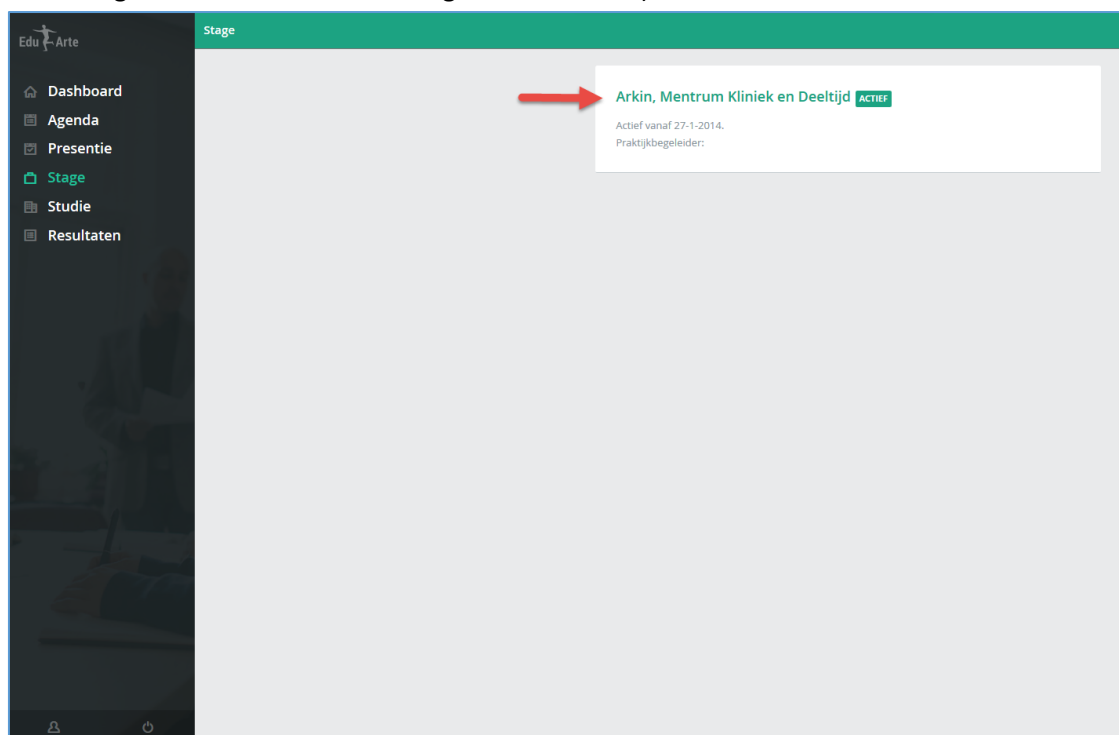 Edu Arte
Stage
Dashboard
Agenda
Presentie
Stage
Studie
Resultaten
Arkin, Mentrum Kliniek en Deeltijd ACTIEF
Actief vanaf 27-1-2014.
Praktijkbegeleider: